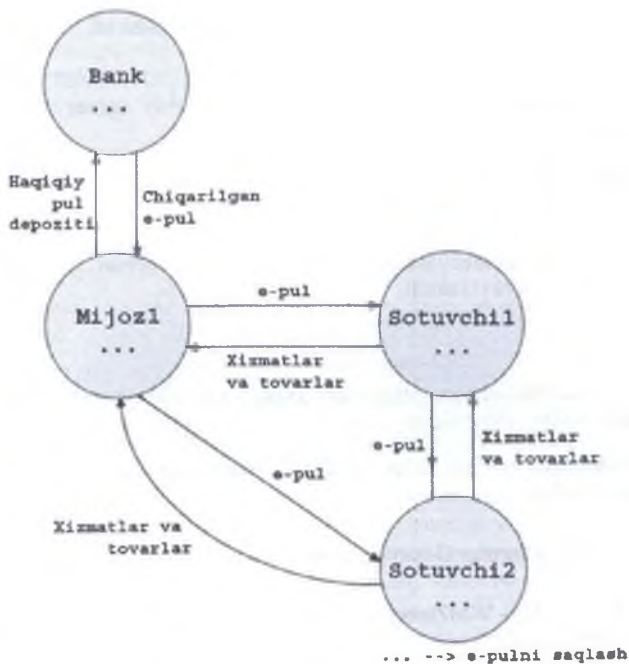 Bank
...
Haqiqiy
pul
depoziti
Chiqarilgan
e-pul
Mijoz1
...
e-pul
Sotuvchi1
...
Xizmatlar
va tovarlar
e-pul
e-pul
Xizmatlar
va tovarlar
Xizmatlar va
tovarlar
Sotuvchi2
...
... --> e-pulni saqlash